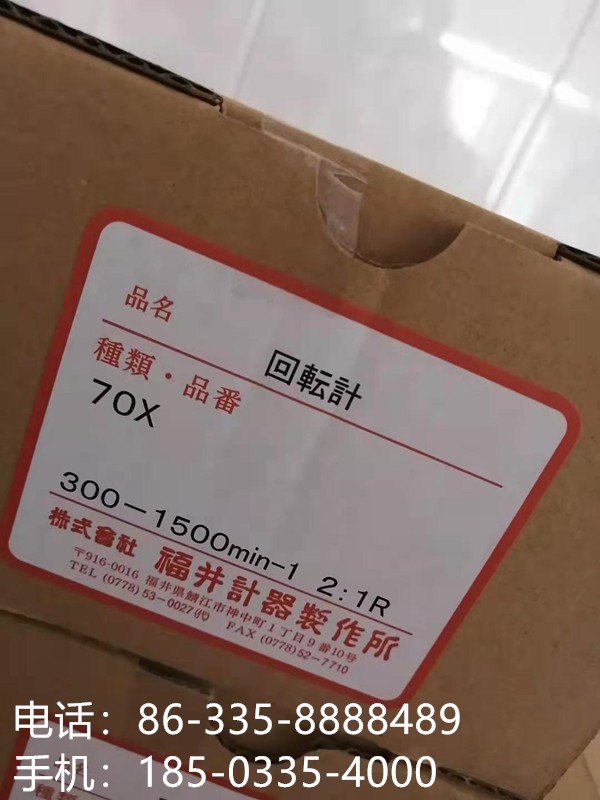 品名
回転計
種類・品番
70X
300-1500min-1 2:1R
株式會社 福井計器製作所
〒916-0016 福井県鯖江市神中町1丁目9番10号
TEL (0778) 53-0027㈹ FAX (0778)52-7710
电话：86-335-8888489
手机：185-0335-4000
種類